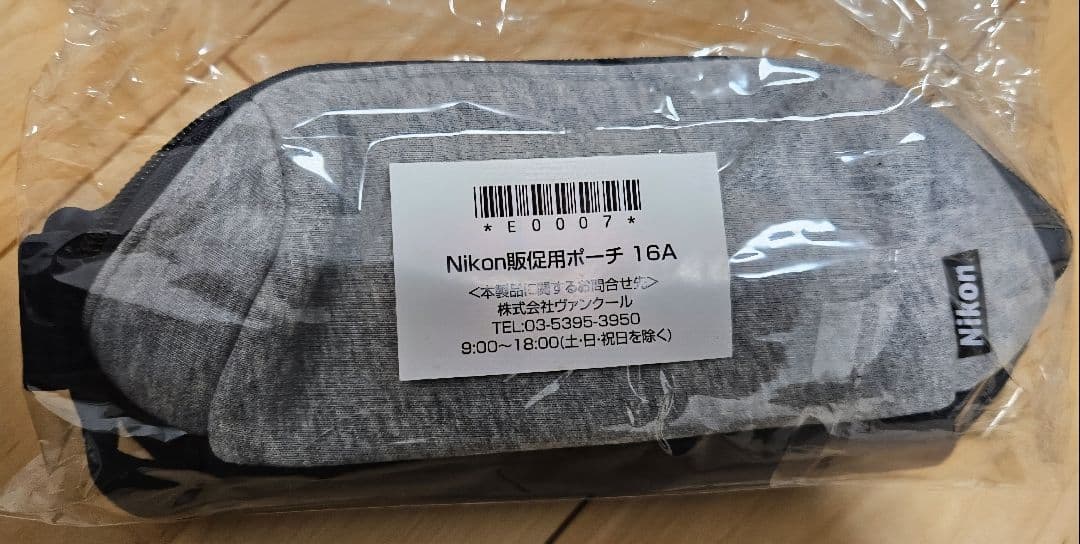 *E0007*
Nikon販促用ポーチ 16A
<本製品に関するお問合せ先>
株式会社ヴァンクール
TEL:03-5395-3950
9:00～18:00(土・日・祝日を除く)
Nikon